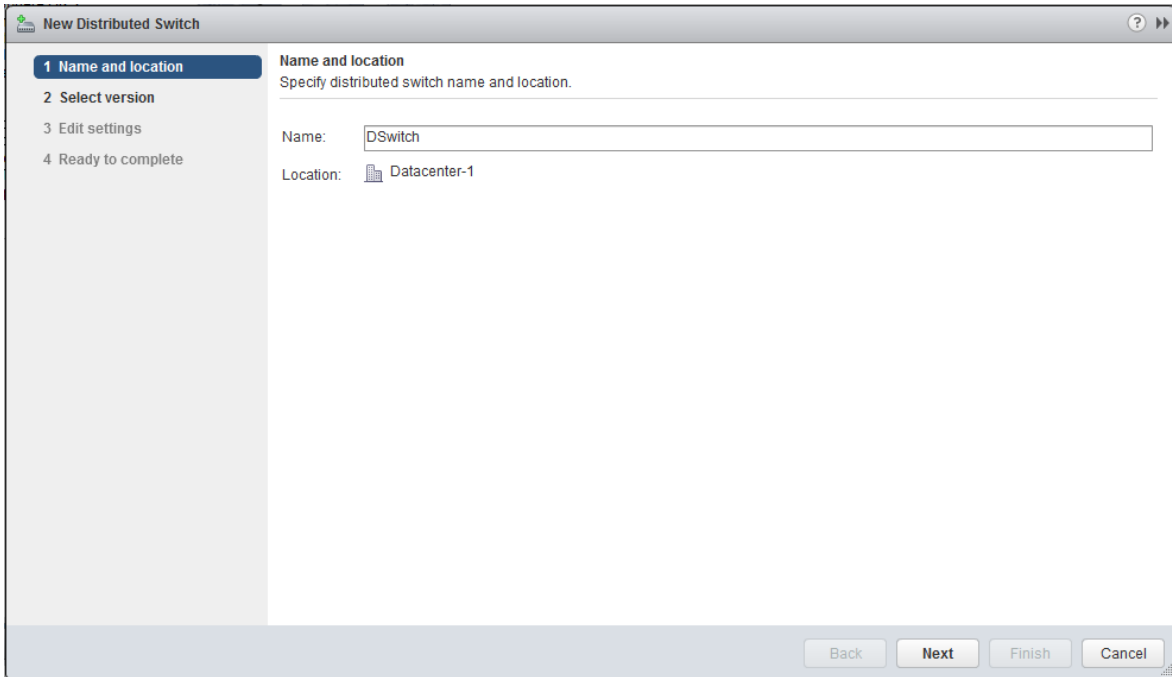 New Distributed Switch
1 Name and location
2 Select version
3 Edit settings
4 Ready to complete
Name and location
Specify distributed switch name and location.
Name: DSwitch
Location: Datacenter-1
Back Next Finish Cancel